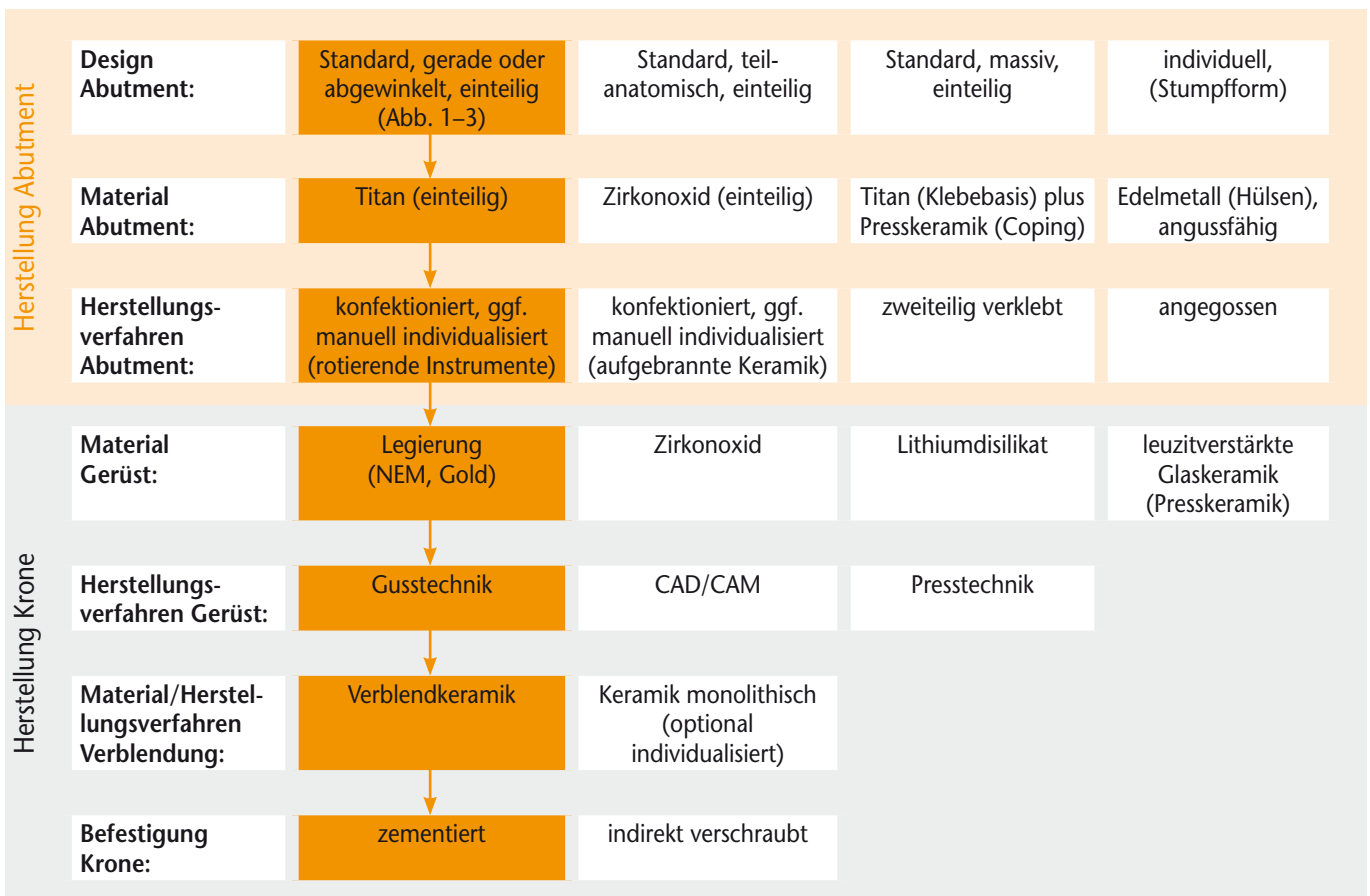 Herstellung Abutment
Design
Abutment:
Standard, gerade oder
abgewinkelt, einteilig
(Abb. 1–3)
Standard, teil-
anatomisch, einteilig
Standard, massiv,
einteilig
individuell,
(Stumpfform)
Material
Abutment:
Titan (einteilig)
Zirkonoxid (einteilig)
Titan (Klebebasis) plus
Presskeramik (Coping)
Edelmetall (Hülsen),
angussfähig
Herstellungs-
verfahren
Abutment:
konfektioniert, ggf.
manuell individualisiert
(rotierende Instrumente)
konfektioniert, ggf.
manuell individualisiert
(aufgebrannte Keramik)
zweiteilig verklebt
angegossen
Herstellung Krone
Material
Gerüst:
Legierung
(NEM, Gold)
Zirkonoxid
Lithiumdisilikat
leuzitverstärkte
Glaskeramik
(Presskeramik)
Herstellungs-
verfahren Gerüst:
Gusstechnik
CAD/CAM
Presstechnik
Material/Herstel-
lungsverfahren
Verblendung:
Verblendkeramik
Keramik monolithisch
(optional
individualisiert)
Befestigung
Krone:
zementiert
indirekt verschraubt